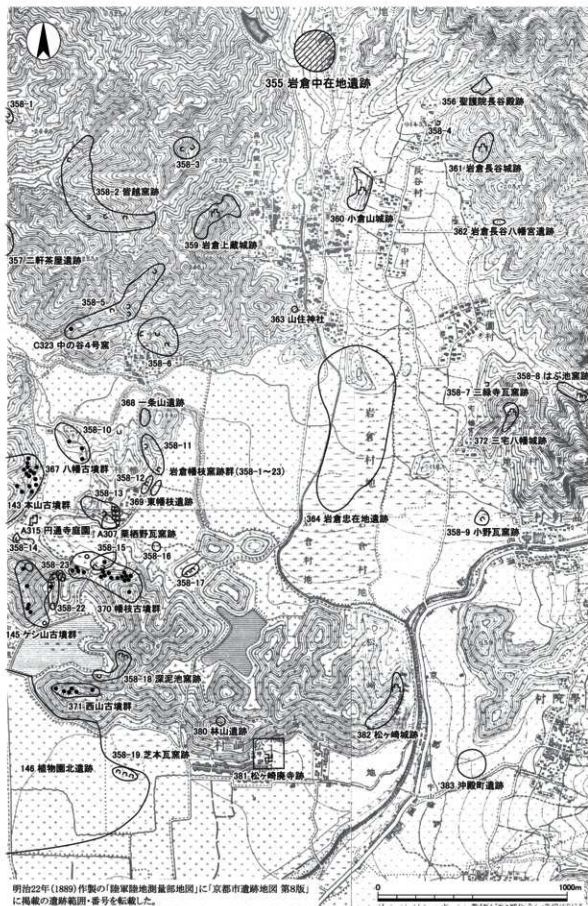 355 岩倉中在地遺跡
358-1
358-3
356 聖護院長谷殿跡
358-4
361 岩倉長谷城跡
358-2 皆越窯跡
360 小倉山城跡
359 岩倉上蔵城跡
362 岩倉長谷八幡宮遺跡
357 二軒茶屋遺跡
358-5
363 山住神社
C323 中の谷4号窯
358-6
358-8 はぶ池窯跡
358-7 三縁寺瓦窯跡
368 一条山遺跡
358-10
358-11
372 三宅八幡城跡
367 八幡古墳群
岩倉幡枝窯跡群(358-1~23)
358-12
369 東幡枝遺跡
358-13
143 本山古墳群
364 岩倉忠在地遺跡
A315 円通寺庭園
A307 栗栖野瓦窯跡
358-9 小野瓦窯跡
358-14
358-15
358-16
358-23
358-17
358-22
370 幡枝古墳群
145 ケシ山古墳群
358-18 深泥池窯跡
371 西山古墳群
380 林山遺跡
382 松ヶ崎城跡
358-19 芝本瓦窯跡
146 植物園北遺跡
381 松ヶ崎廃寺跡
383 沖殿町遺跡
長谷村
花園村
岩倉村地
明治22年(1889)作製の「陸軍陸地測量部地図」に「京都市遺跡地図 第8版」
に掲載の遺跡範囲・番号を転載した。
0 1000m